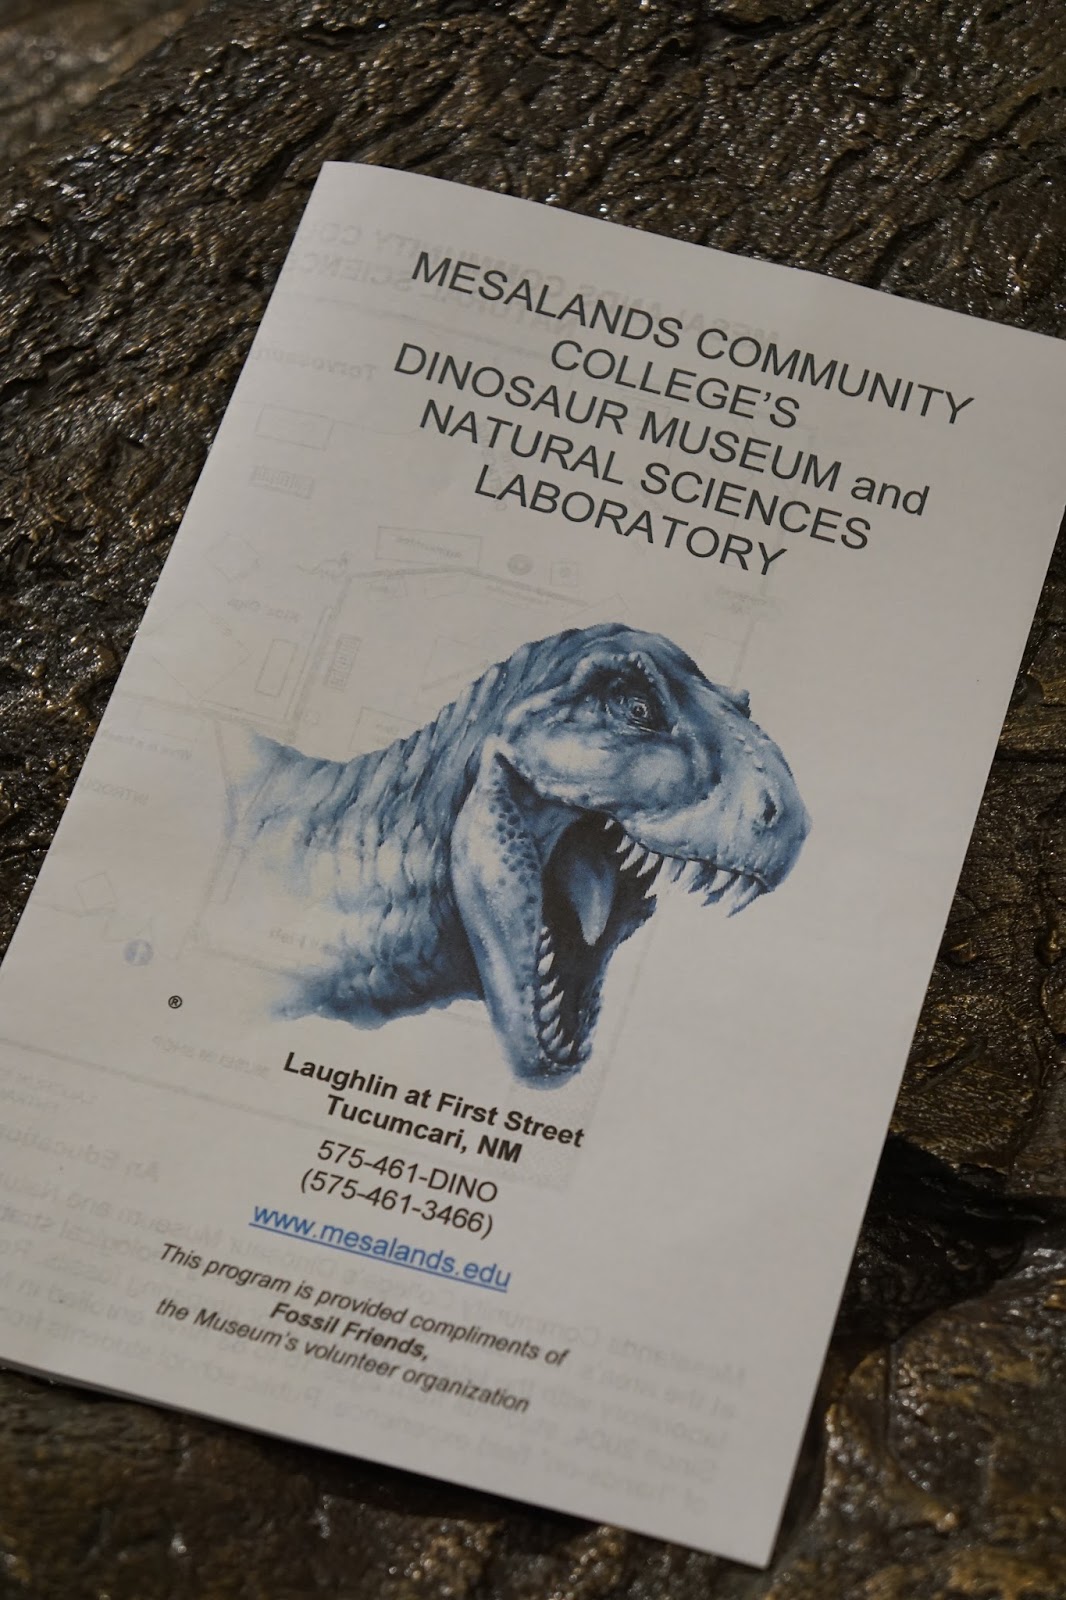 MESALANDS COMMUNITY
COLLEGE'S
DINOSAUR MUSEUM and
NATURAL SCIENCES
LABORATORY
®
Laughlin at First Street
Tucumcari, NM
575-461-DINO
(575-461-3466)
www.mesalands.edu
This program is provided compliments of
Fossil Friends,
the Museum's volunteer organization